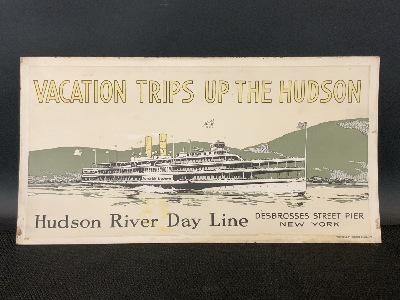 VACATION TRIPS UP THE HUDSON
Hudson River Day Line
DESBROSSES STREET PIER
NEW YORK